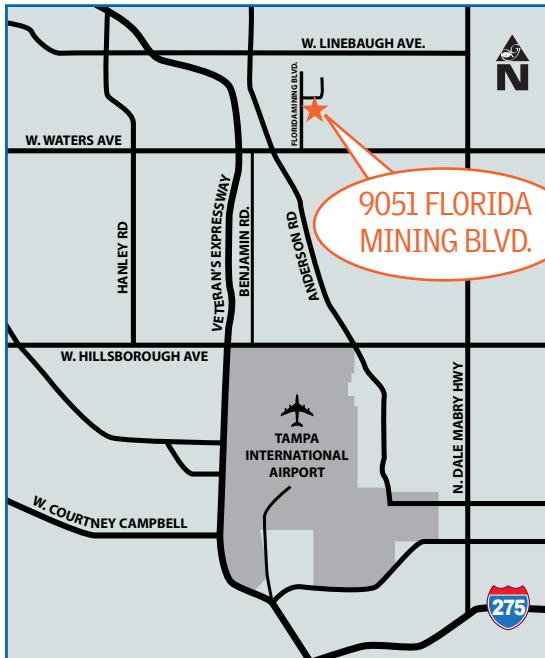 W. LINEBAUGH AVE.
N
FLORIDA MINING BLVD.
W. WATERS AVE
9051 FLORIDA
MINING BLVD.
HANLEY RD
VETERAN'S EXPRESSWAY
BENJAMIN RD.
ANDERSON RD
W. HILLSBOROUGH AVE
N. DALE MABRY HWY
TAMPA
INTERNATIONAL
AIRPORT
W. COURTNEY CAMPBELL
275